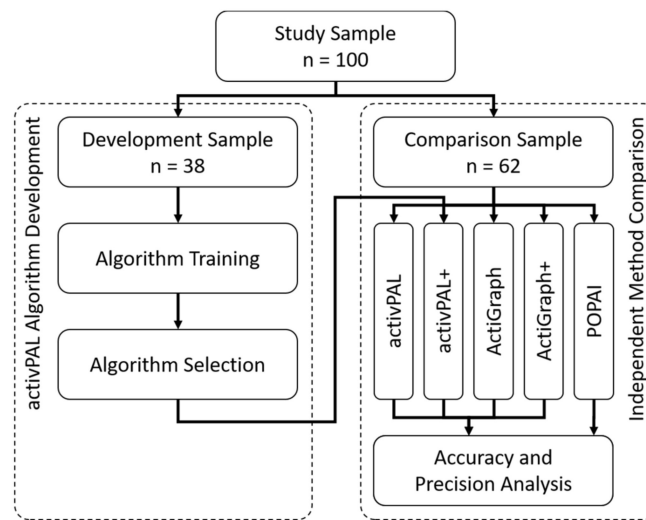 Study Sample
n = 100
activPAL Algorithm Development
Development Sample
n = 38
Algorithm Training
Algorithm Selection
Independent Method Comparison
Comparison Sample
n = 62
activPAL
activPAL+
ActiGraph
ActiGraph+
POPAI
Accuracy and
Precision Analysis